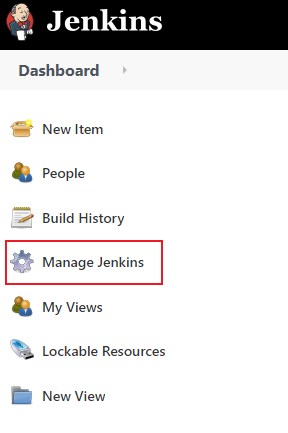 Jenkins
Dashboard
New Item
People
Build History
Manage Jenkins
My Views
Lockable Resources
New View